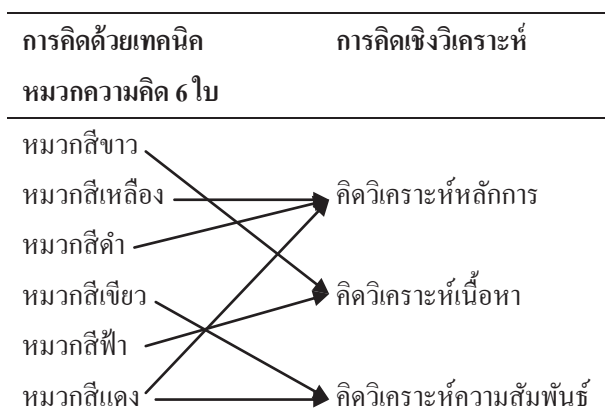 การคิดด้วยเทคนิค การคิดเชิงวิเคราะห์
หมวกความคิด 6 ใบ
หมวกสีขาว
หมวกสีเหลือง คิดวิเคราะห์หลักการ
หมวกสีดำ
หมวกสีเขียว คิดวิเคราะห์เนื้อหา
หมวกสีฟ้า
หมวกสีแดง คิดวิเคราะห์ความสัมพันธ์